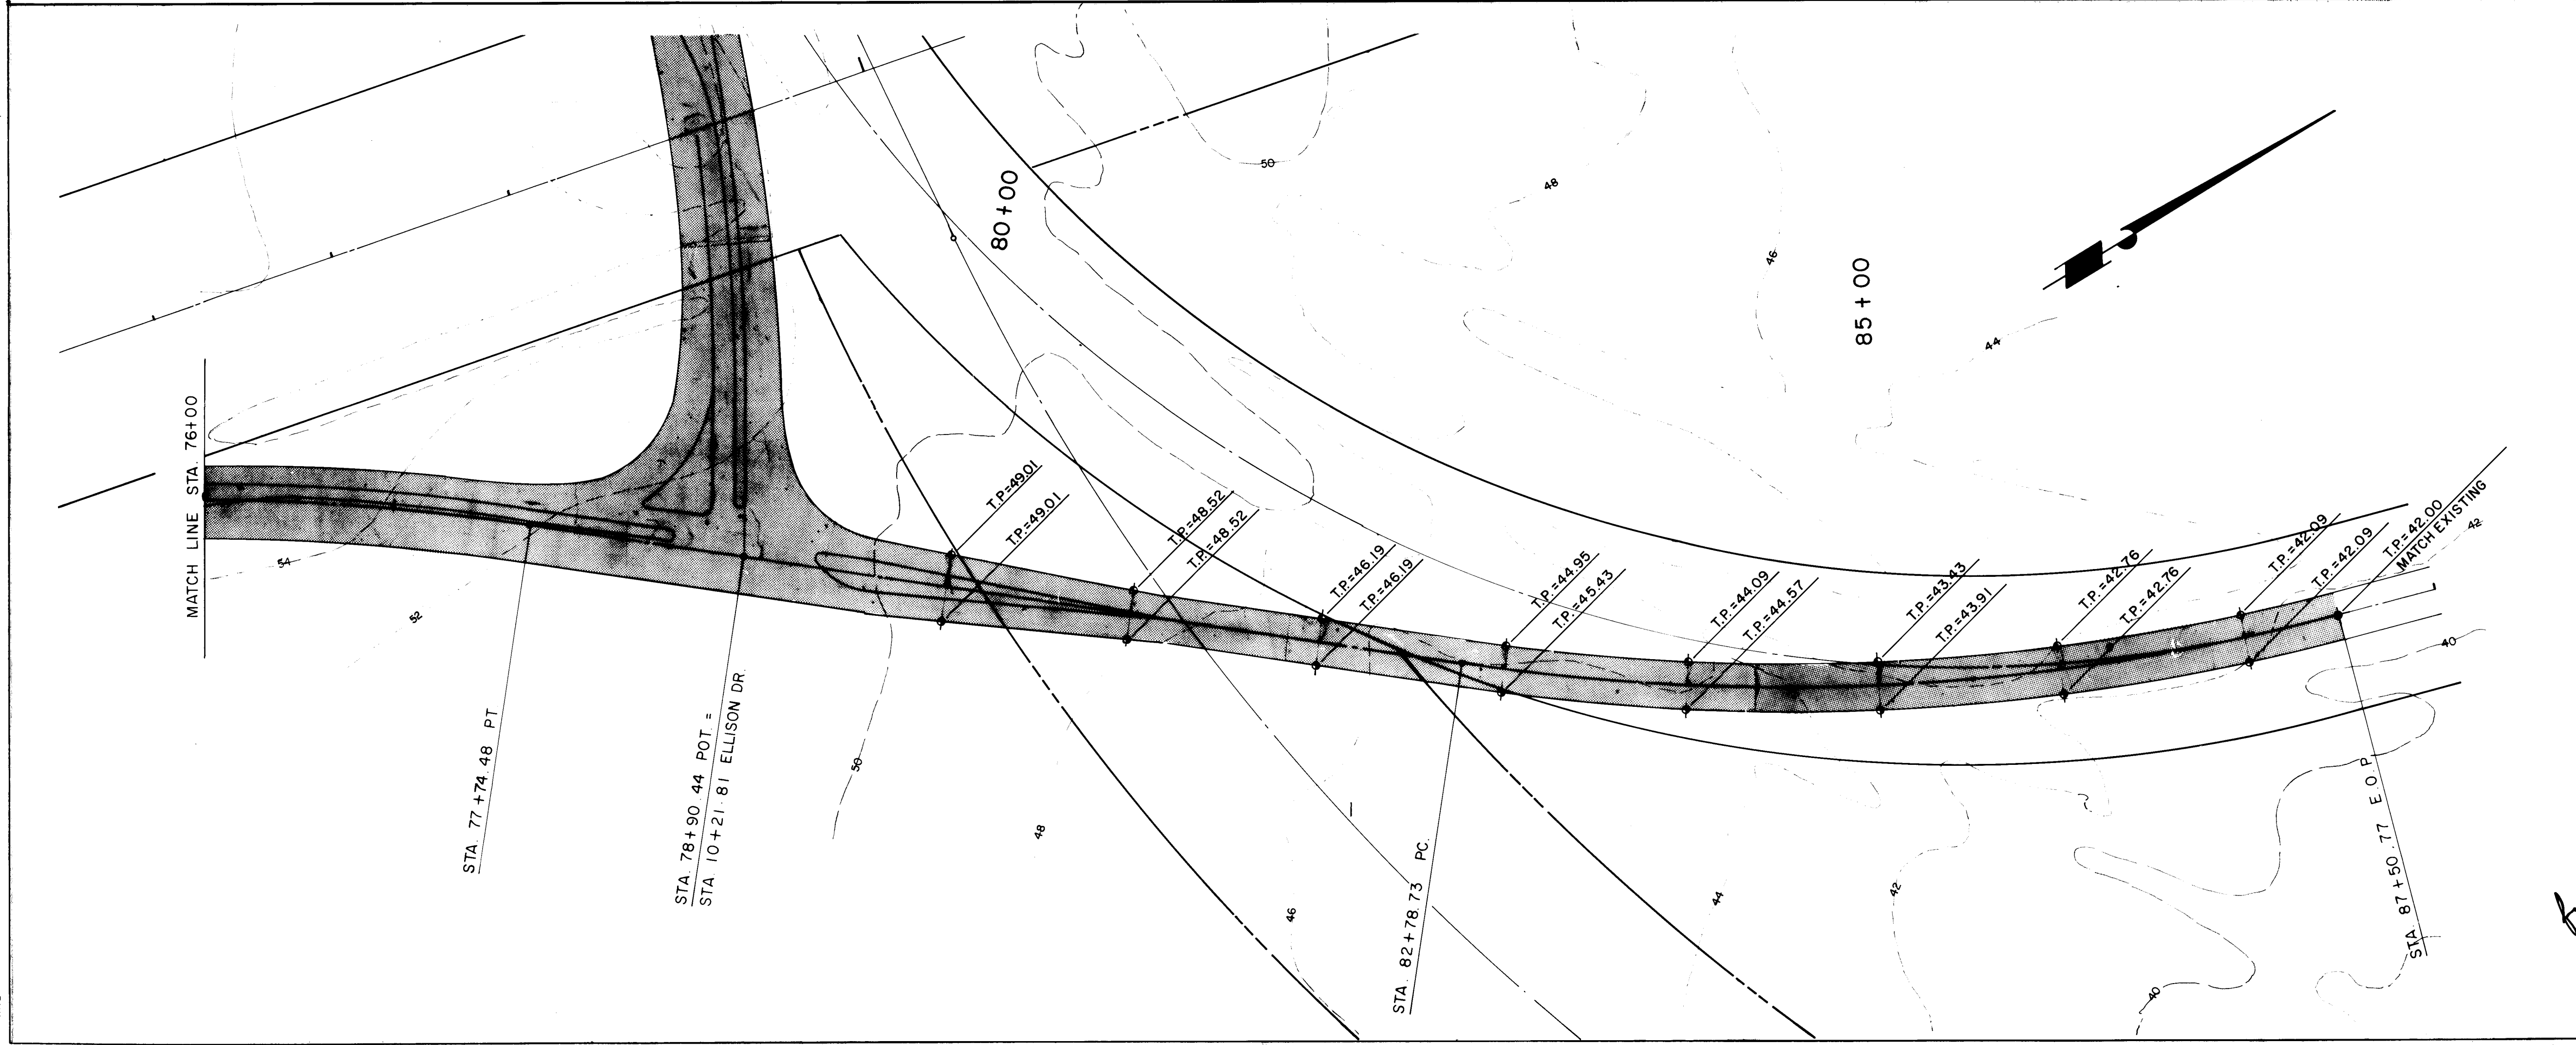 MATCH LINE STA. 76+00
STA. 77+74.48 PT
STA. 78+90.44 POT. =
STA. 10+21.81 ELLISON DR.
80+00
85+00
T.P.=49.01
T.P.=49.01
T.P.=48.52
T.P.=48.52
T.P.=46.19
T.P.=46.19
T.P.=44.95
T.P.=45.43
T.P.=44.09
T.P.=44.57
T.P.=43.43
T.P.=43.91
T.P.=42.76
T.P.=42.76
T.P.=42.09
T.P.=42.09
T.P.=42.00
MATCH EXISTING
STA. 82+78.73 PC.
STA. 87+50.77 E.O.P.
54
52
50
48
46
44
42
40
50
48
46
44
42
40